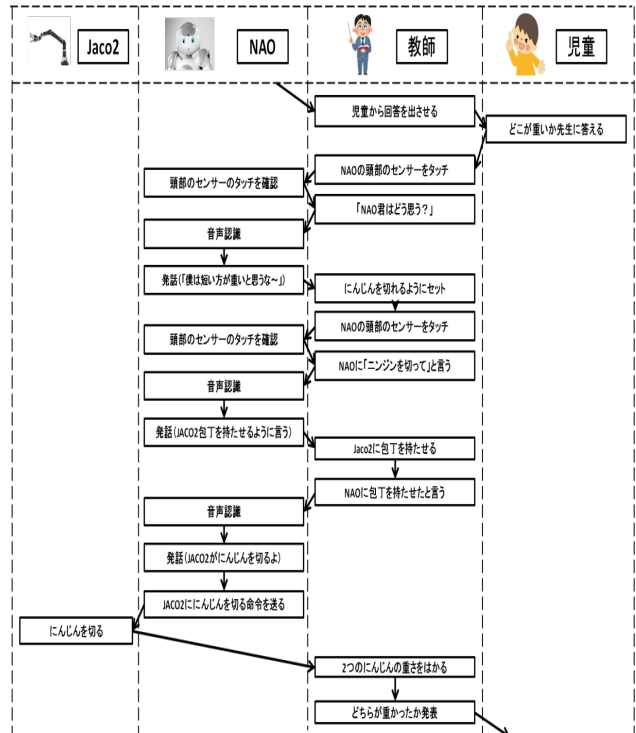 Jaco2
NAO
教師
児童
児童から回答を出させる
どこが重いか先生に答える
NAOの頭部のセンサーをタッチ
頭部のセンサーのタッチを確認
「NAO君はどう思う？」
音声認識
発話(「僕は短い方が重いと思うな～」)
にんじんを切れるようにセット
NAOの頭部のセンサーをタッチ
頭部のセンサーのタッチを確認
NAOに「ニンジンを切って」と言う
音声認識
発話(JACO2包丁を持たせるように言う)
Jaco2に包丁を持たせる
NAOに包丁を持たせたと言う
音声認識
発話(JACO2がにんじんを切るよ)
JACO2ににんじんを切る命令を送る
にんじんを切る
2つのにんじんの重さをはかる
どちらが重かったか発表